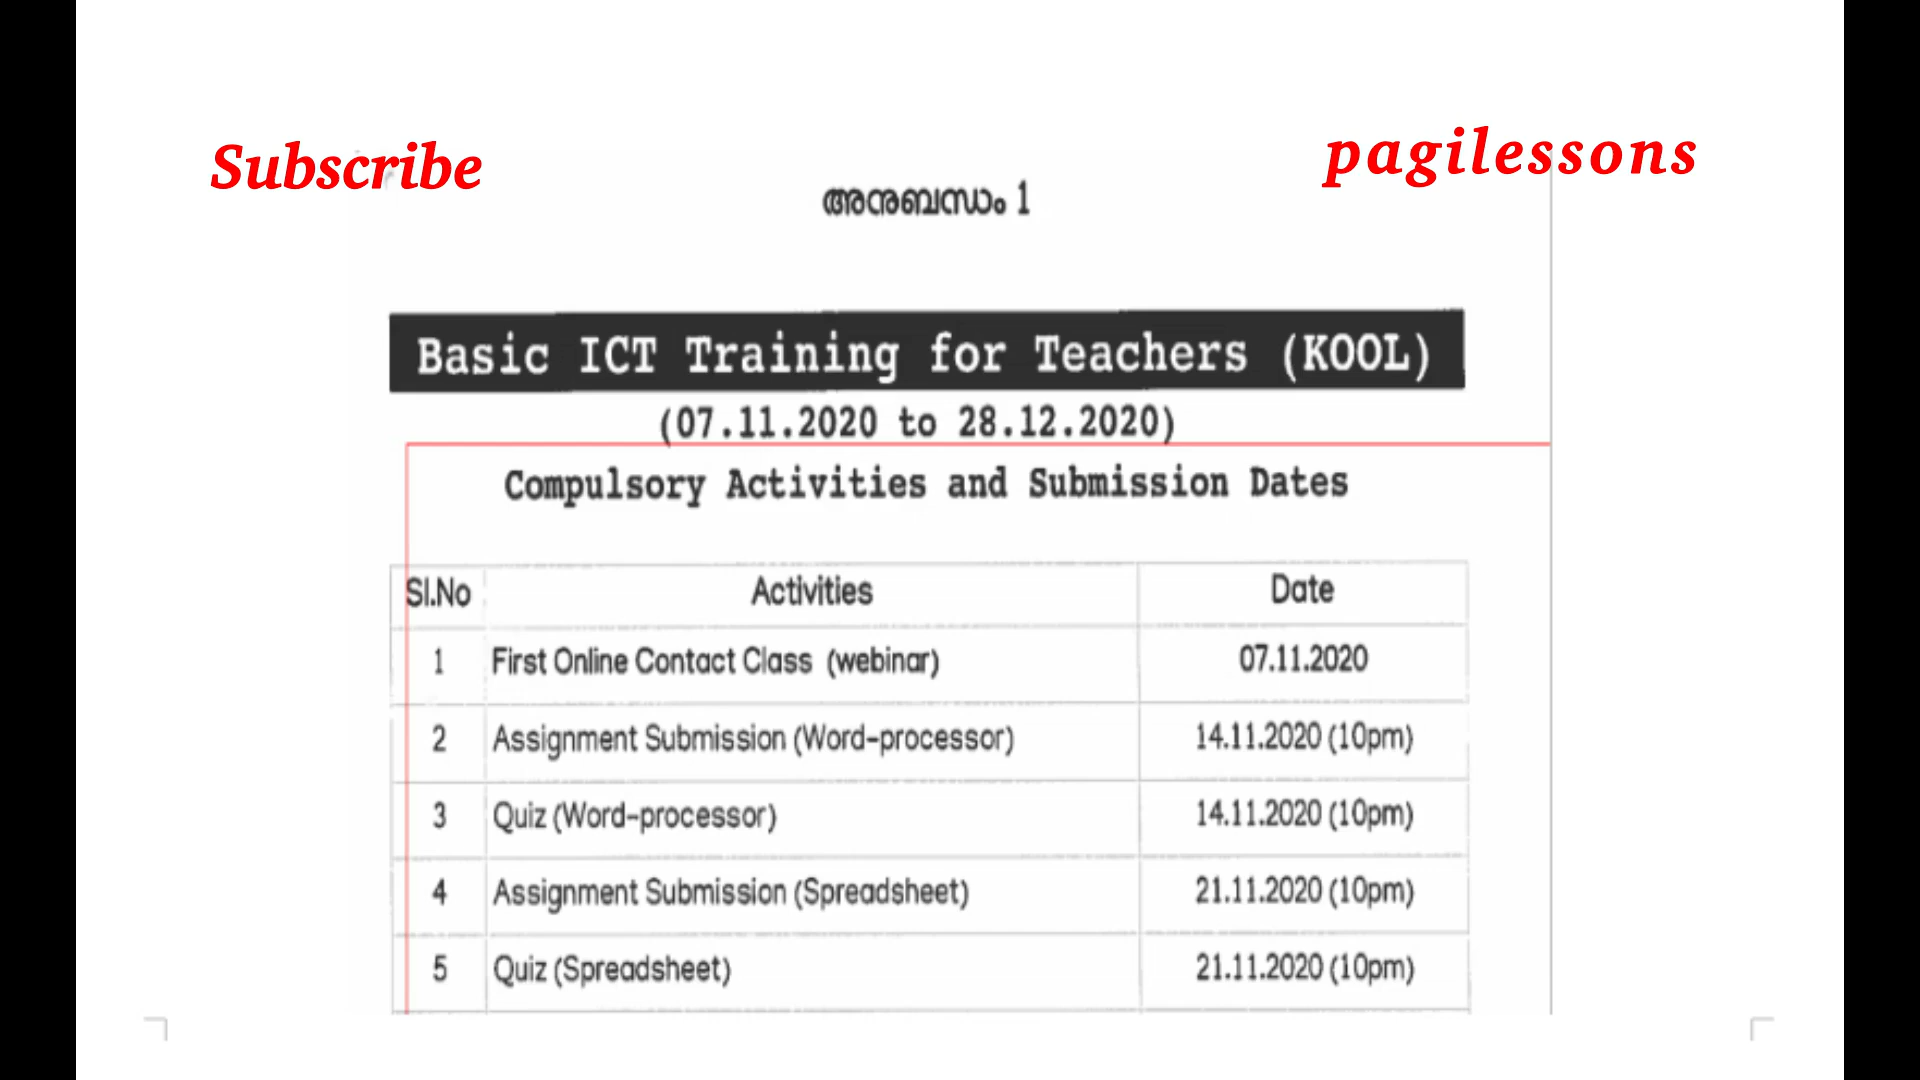 Subscribe
pagilessons
അനുബന്ധം 1
Basic ICT Training for Teachers (KOOL)
(07.11.2020 to 28.12.2020)
Compulsory Activities and Submission Dates
Sl.No Activities Date
1 First Online Contact Class (webinar) 07.11.2020
2 Assignment Submission (Word-processor) 14.11.2020 (10pm)
3 Quiz (Word-processor) 14.11.2020 (10pm)
4 Assignment Submission (Spreadsheet) 21.11.2020 (10pm)
5 Quiz (Spreadsheet) 21.11.2020 (10pm)